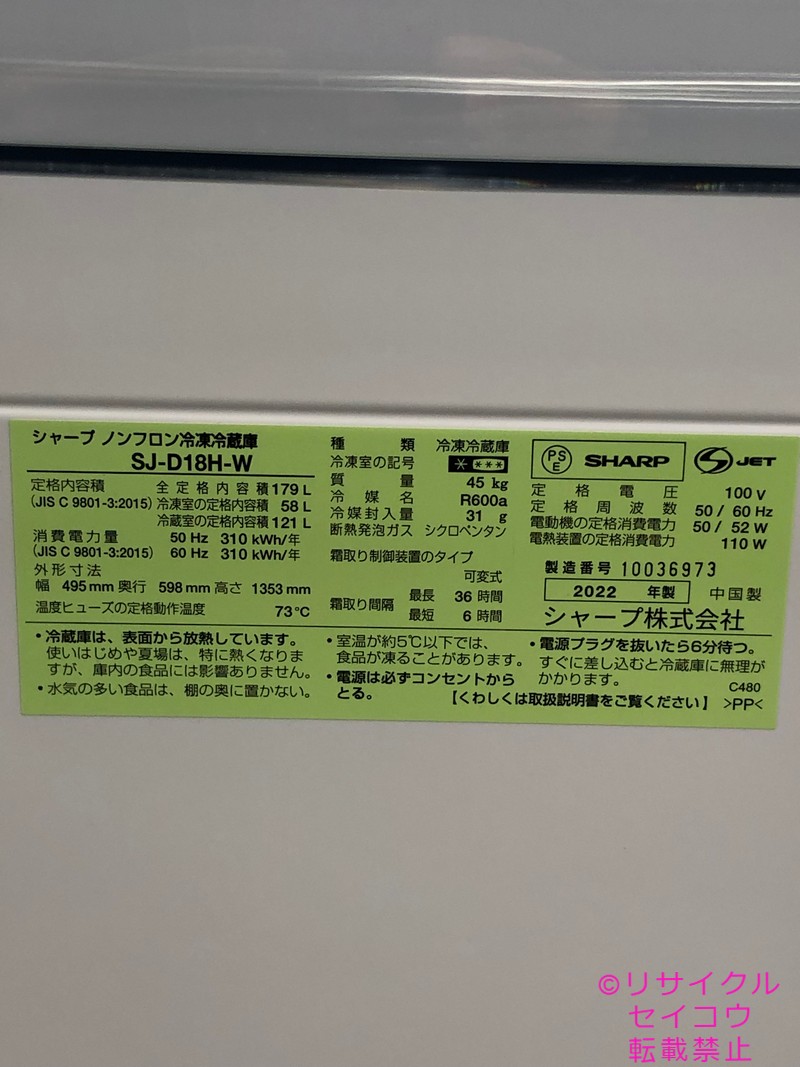 シャープ ノンフロン冷凍冷蔵庫
SJ-D18H-W
定格内容積 全定格内容積 179 L
(JIS C 9801-3:2015) 冷凍室の定格内容積 58 L
冷蔵室の定格内容積 121 L
消費電力量 50 Hz 310 kWh/年
(JIS C 9801-3:2015) 60 Hz 310 kWh/年
外形寸法
幅 495 mm 奥行 598 mm 高さ 1353 mm
温度ヒューズの定格動作温度 73℃
種類 冷凍冷蔵庫
冷凍室の記号 * ***
質量 45 kg
冷媒名 R600a
冷媒封入量 31 g
断熱発泡ガス シクロペンタン
霜取り制御装置のタイプ
可変式
霜取り間隔 最長 36 時間
最短 6 時間
PSE SHARP S JET
定格電圧 100 V
定格周波数 50 / 60 Hz
電動機の定格消費電力 50 / 52 W
電熱装置の定格消費電力 110 W
製造番号 10036973
2022 年製 中国製
シャープ株式会社
・冷蔵庫は、表面から放熱しています。
使いはじめや夏場は、特に熱くなりま
すが、庫内の食品には影響ありません。
・水気の多い食品は、棚の奥に置かない。
・室温が約5℃以下では、
食品が凍ることがあります。
・電源は必ずコンセントから
とる。
・電源プラグを抜いたら6分待つ。
すぐに差し込むと冷蔵庫に無理が
かかります。
C480
【くわしくは取扱説明書をご覧ください】 >PP<
©リサイクル
セイコウ
転載禁止